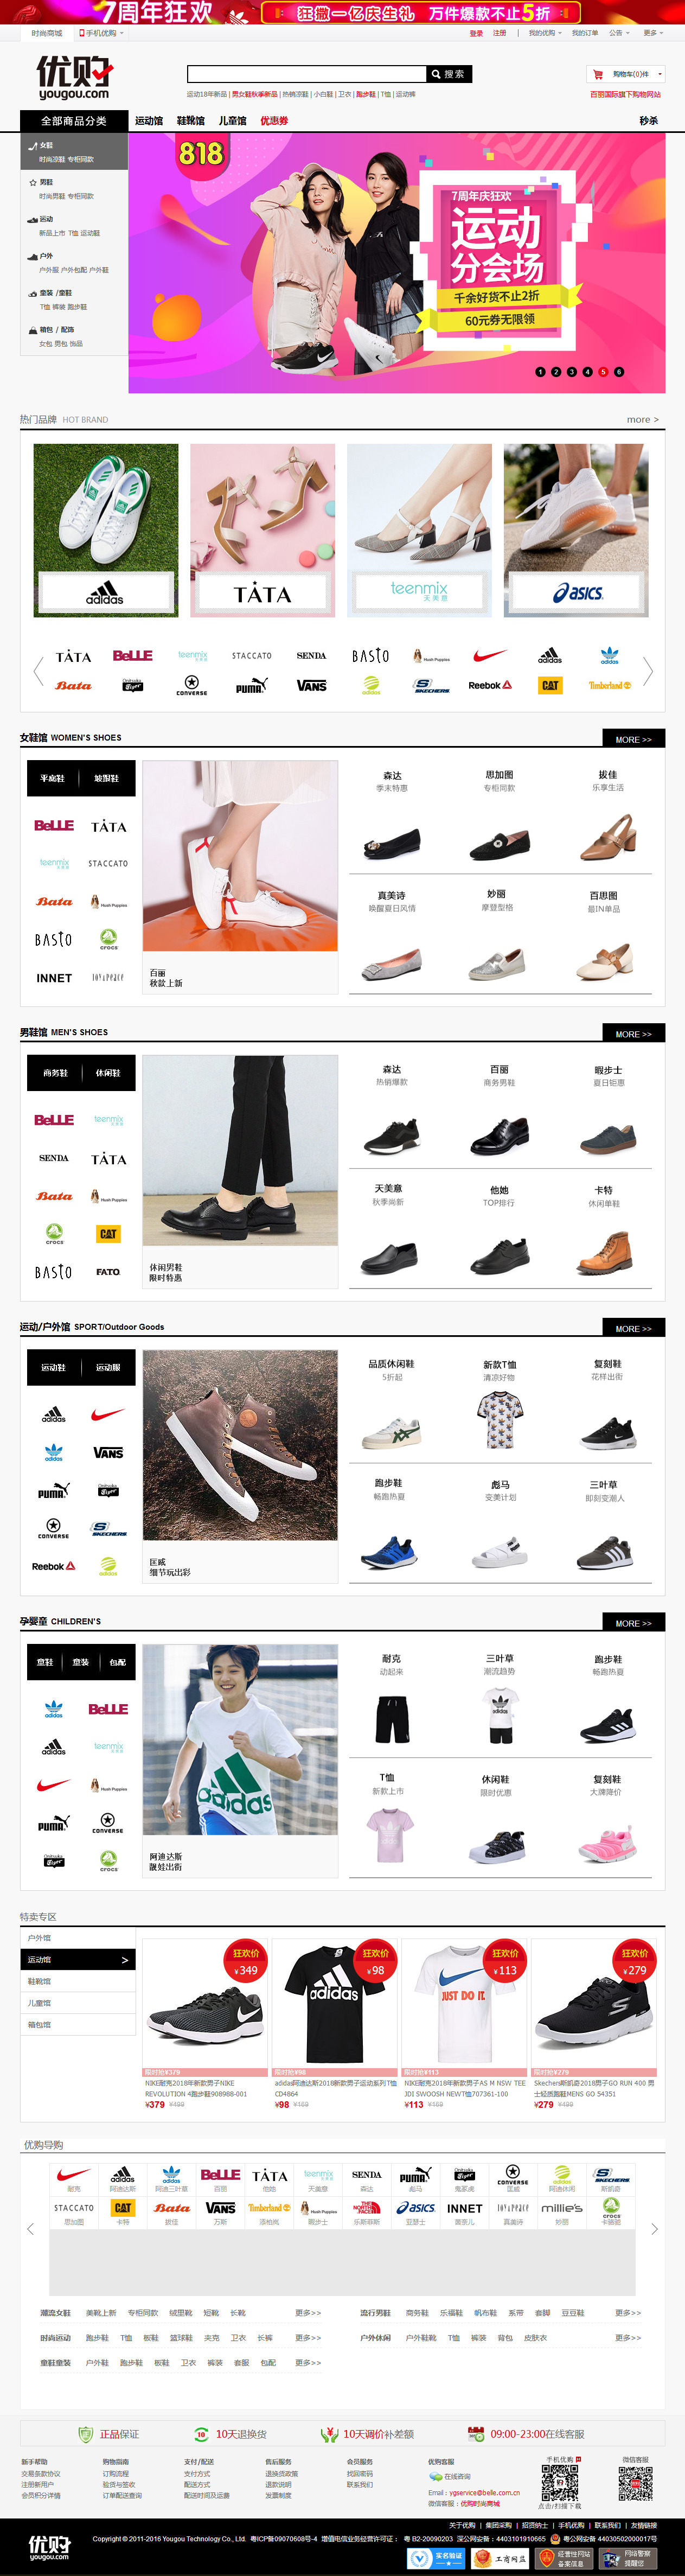 7周年狂欢 狂撒一亿庆生礼 万件爆款不止5折
时尚商城 手机优购 登录 注册 | 我的优购 我的订单 公告 更多
优购
yougou.com
搜索
购物车(0)件
运动18年新品 | 男女鞋秋季新品 | 热销凉鞋 | 小白鞋 | 卫衣 | 跑步鞋 | T恤 | 运动裤
百丽国际旗下购物网站
全部商品分类 运动馆 鞋靴馆 儿童馆 优惠券 秒杀
女鞋
时尚凉鞋 专柜同款
男鞋
时尚男鞋 专柜同款
运动
新品上市 T恤 运动鞋
户外
户外服 户外包配 户外鞋
童装 /童鞋
T恤 裤装 跑步鞋
箱包 / 配饰
女包 男包 饰品
818
7周年庆狂欢
运动
分会场
千余好货不止2折
60元券无限领
1 2 3 4 5 6
热门品牌 HOT BRAND more >
adidas TATA teenmix 天美意 asics
TATA BeLLE teenmix STACCATO SENDA BASTO Hush Puppies adidas adidas
Bata Onitsuka Tiger CONVERSE PUMA VANS adidas SKECHERS Reebok CAT Timberland
女鞋馆 WOMEN'S SHOES MORE >>
平底鞋 坡跟鞋
BeLLE TATA
teenmix STACCATO
Bata Hush Puppies
BASTO crocs
INNET JOY&PEACE
百丽
秋款上新
森达 思加图 拔佳
季末特惠 专柜同款 乐享生活
真美诗 妙丽 百思图
唤醒夏日风情 摩登型格 最IN单品
男鞋馆 MEN'S SHOES MORE >>
商务鞋 休闲鞋
BeLLE teenmix
SENDA TATA
Bata Hush Puppies
crocs CAT
BASTO FATO
休闲男鞋
限时特惠
森达 百丽 暇步士
热销爆款 商务男鞋 夏日钜惠
天美意 他她 卡特
秋季尚新 TOP排行 休闲单鞋
运动/户外馆 SPORT/Outdoor Goods MORE >>
运动鞋 运动服
adidas
adidas VANS
PUMA Onitsuka Tiger
CONVERSE SKECHERS
Reebok adidas
匡威
细节玩出彩
品质休闲鞋 新款T恤 复刻鞋
5折起 清凉好物 花样出街
跑步鞋 彪马 三叶草
畅跑热夏 变美计划 即刻变潮人
孕婴童 CHILDREN'S MORE >>
童鞋 童装 包配
adidas BeLLE
adidas teenmix
Hush Puppies
PUMA CONVERSE
Onitsuka Tiger crocs
阿迪达斯
靓娃出街
耐克 三叶草 跑步鞋
动起来 潮流趋势 畅跑热夏
T恤 休闲鞋 复刻鞋
新款上市 限时优惠 大牌降价
特卖专区
户外馆
运动馆 >
鞋靴馆
儿童馆
箱包馆
狂欢价 ¥349 狂欢价 ¥98 狂欢价 ¥113 狂欢价 ¥279
adidas JUST DO IT.
限时抢¥379 限时抢¥98 限时抢¥113 限时抢¥279
NIKE耐克2018年新款男子NIKE REVOLUTION 4跑步鞋908988-001
¥379 ¥499
adidas阿迪达斯2018新款男子运动系列T恤CD4864
¥98 ¥169
NIKE耐克2018年新款男子AS M NSW TEE JDI SWOOSH NEWT恤707361-100
¥113 ¥169
Skechers斯凯奇2018男子GO RUN 400 男士轻质跑鞋MENS GO 54351
¥279 ¥499
优购导购
adidas adidas BeLLE TATA teenmix SENDA PUMA Onitsuka Tiger CONVERSE adidas SKECHERS
耐克 阿迪达斯 阿迪三叶草 百丽 他她 天美意 森达 彪马 鬼冢虎 匡威 阿迪休闲 斯凯奇
STACCATO CAT Bata VANS Timberland Hush Puppies THE NORTH FACE asics INNET JOY&PEACE millie's crocs
思加图 卡特 拔佳 万斯 添柏岚 暇步士 乐斯菲斯 亚瑟士 茵奈儿 真美诗 妙丽 卡骆驰
潮流女鞋 美靴上新 专柜同款 绒里靴 短靴 长靴 更多>> 流行男鞋 商务鞋 乐福鞋 帆布鞋 系带 套脚 豆豆鞋 更多>>
时尚运动 跑步鞋 T恤 板鞋 篮球鞋 夹克 卫衣 长裤 更多>> 户外休闲 户外鞋靴 T恤 裤装 背包 皮肤衣 更多>>
童鞋童装 户外鞋 跑步鞋 板鞋 卫衣 裤装 套服 包配 更多>>
正品保证 10天退换货 10天调价补差额 09:00-23:00在线客服
新手帮助 购物指南 支付/配送 售后服务 会员服务 优购客服 手机优购 微信客服
交易条款协议 订购流程 支付方式 退换货政策 找回密码 在线咨询
注册新用户 验货与签收 配送方式 退款说明 联系我们
会员积分详情 订单配送查询 配送时间及运费 发票制度
Email : ygservice@belle.com.cn
微信客服：优购时尚商城
点击/扫描下载
关于优购 | 集团采购 | 招贤纳士 | 手机优购 | 联系我们 | 友情链接
优购
yougou.com
Copyright © 2011-2016 Yougou Technology Co., Ltd. 粤ICP备09070608号-4 增值电信业务经营许可证： 粤 B2-20090203 深公网安备：4403101910665 粤公网安备 44030502000017号
实名验证 工商网监 经营性网站备案信息 网络警察提醒您